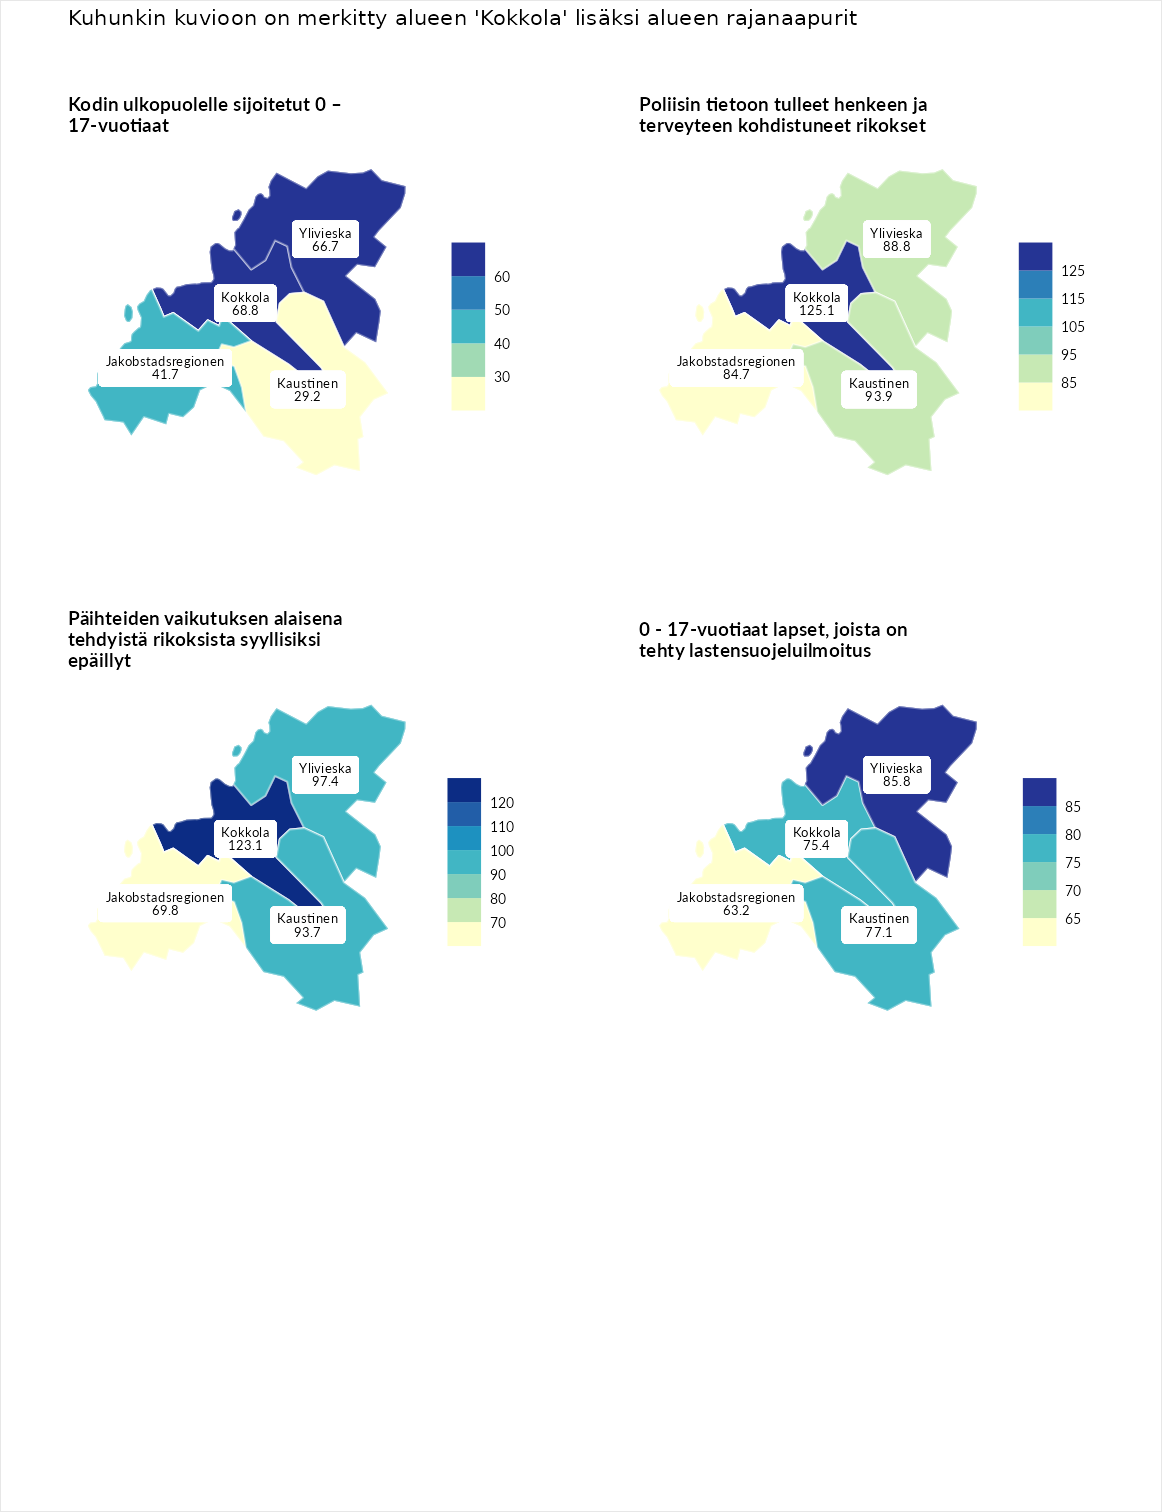 Kuhunkin kuvioon on merkitty alueen 'Kokkola' lisäksi alueen rajanaapurit
Kodin ulkopuolelle sijoitetut 0 –
17-vuotiaat
Ylivieska
66.7
Kokkola
68.8
Jakobstadsregionen
41.7
Kaustinen
29.2
60
50
40
30
Poliisin tietoon tulleet henkeen ja
terveyteen kohdistuneet rikokset
Ylivieska
88.8
Kokkola
125.1
Jakobstadsregionen
84.7
Kaustinen
93.9
125
115
105
95
85
Päihteiden vaikutuksen alaisena
tehdyistä rikoksista syyllisiksi
epäillyt
Ylivieska
97.4
Kokkola
123.1
Jakobstadsregionen
69.8
Kaustinen
93.7
120
110
100
90
80
70
0 - 17-vuotiaat lapset, joista on
tehty lastensuojeluilmoitus
Ylivieska
85.8
Kokkola
75.4
Jakobstadsregionen
63.2
Kaustinen
77.1
85
80
75
70
65